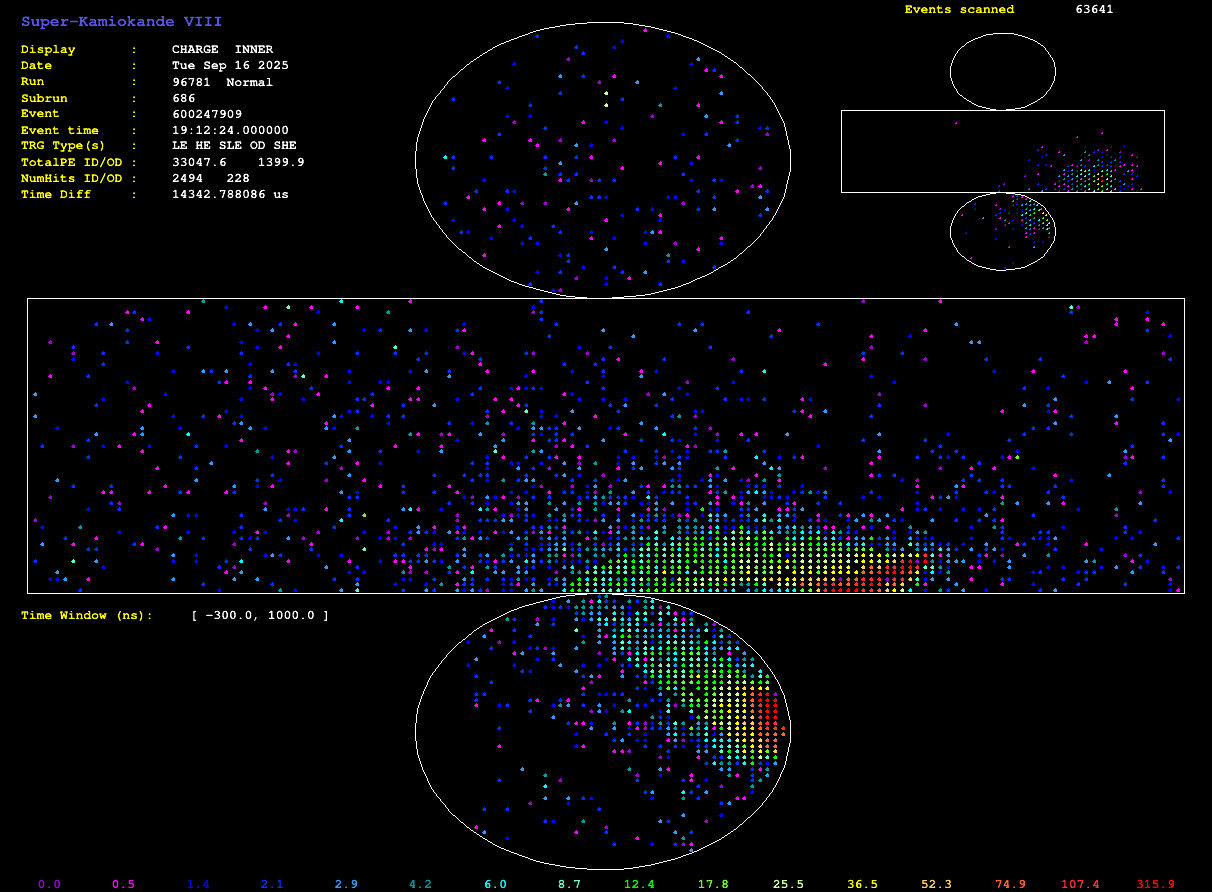 Super-Kamiokande VIII
Events scanned 63641
Display : CHARGE INNER
Date : Tue Sep 16 2025
Run : 96781 Normal
Subrun : 686
Event : 600247909
Event time : 19:12:24.000000
TRG Type(s) : LE HE SLE OD SHE
TotalPE ID/OD : 33047.6 1399.9
NumHits ID/OD : 2494 228
Time Diff : 14342.788086 us
Time Window (ns): [ -300.0, 1000.0 ]
0.0 0.5 1.4 2.1 2.9 4.2 6.0 8.7 12.4 17.8 25.5 36.5 52.3 74.9 107.4 315.9